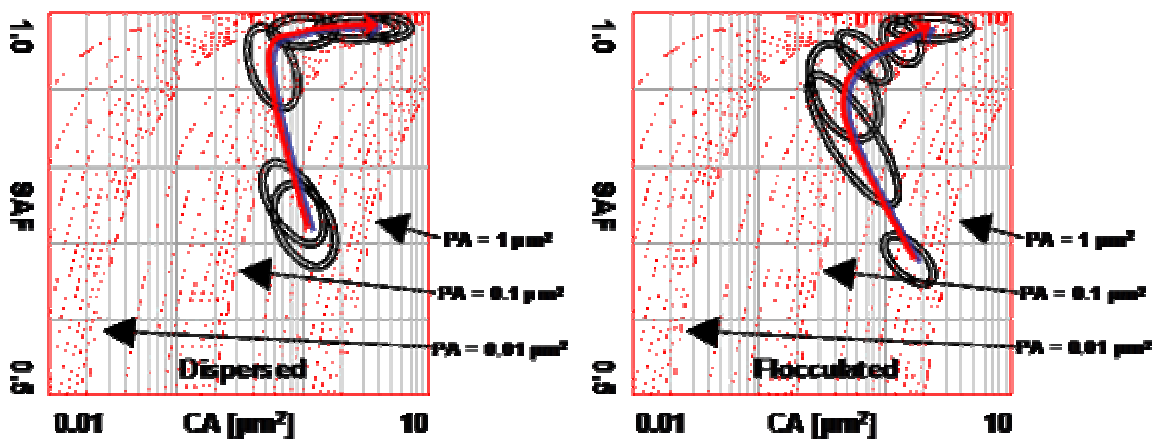 1.0
SAF
0.5
PA = 1 μm²
PA = 0.1 μm²
PA = 0.01 μm²
Dispersed
0.01 CA [μm²] 10
1.0
SAF
0.5
PA = 1 μm²
PA = 0.1 μm²
PA = 0.01 μm²
Flocculated
0.01 CA [μm²] 10